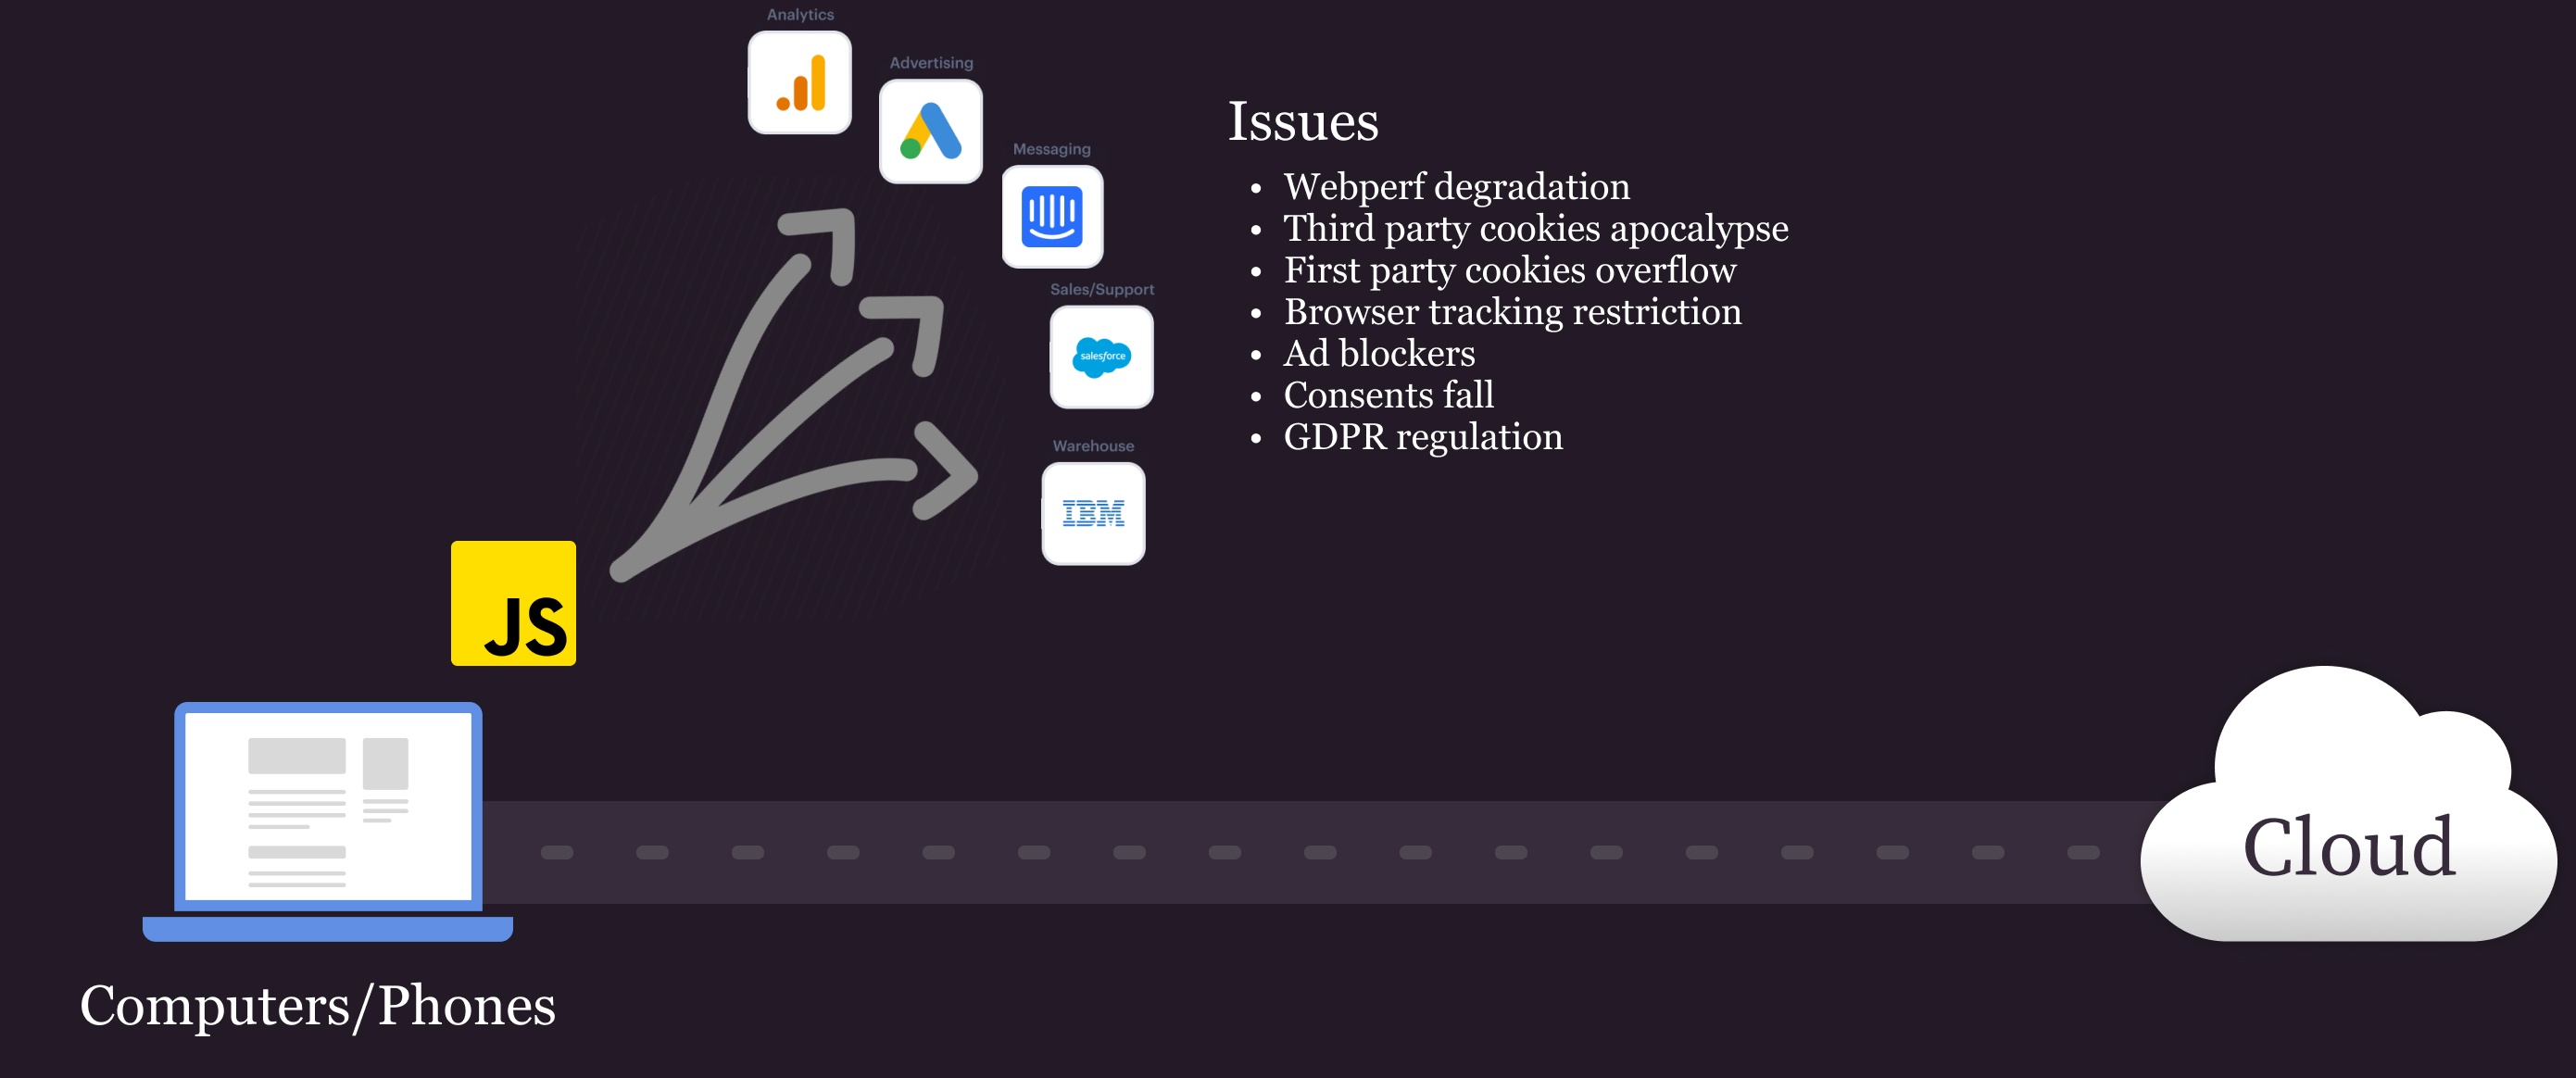 Analytics
Advertising
Messaging
Sales/Support
salesforce
Warehouse
IBM
Issues
• Webperf degradation
• Third party cookies apocalypse
• First party cookies overflow
• Browser tracking restriction
• Ad blockers
• Consents fall
• GDPR regulation
JS
Cloud
Computers/Phones